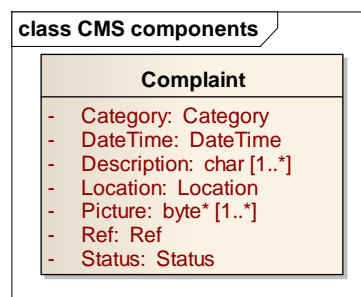 class CMS components
Complaint
- Category: Category
- DateTime: DateTime
- Description: char [1..*]
- Location: Location
- Picture: byte* [1..*]
- Ref: Ref
- Status: Status